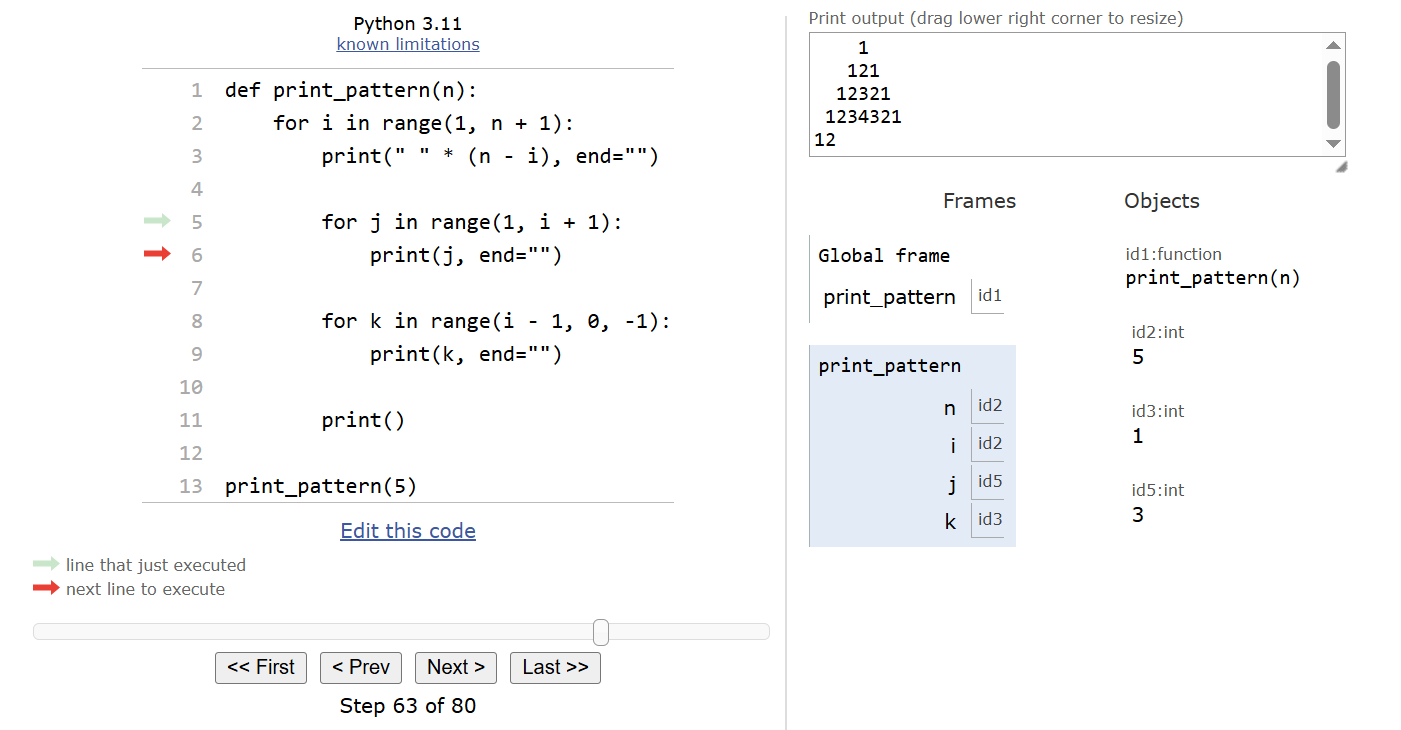 Python 3.11
known limitations
1 def print_pattern(n):
2     for i in range(1, n + 1):
3         print(" " * (n - i), end="")
4
5         for j in range(1, i + 1):
6             print(j, end="")
7
8         for k in range(i - 1, 0, -1):
9             print(k, end="")
10
11         print()
12
13 print_pattern(5)
Edit this code
line that just executed
next line to execute
<< First < Prev Next > Last >>
Step 63 of 80
Print output (drag lower right corner to resize)
    1
   121
  12321
 1234321
12
Frames Objects
Global frame
print_pattern id1
print_pattern
n id2
i id2
j id5
k id3
id1:function
print_pattern(n)
id2:int
5
id3:int
1
id5:int
3